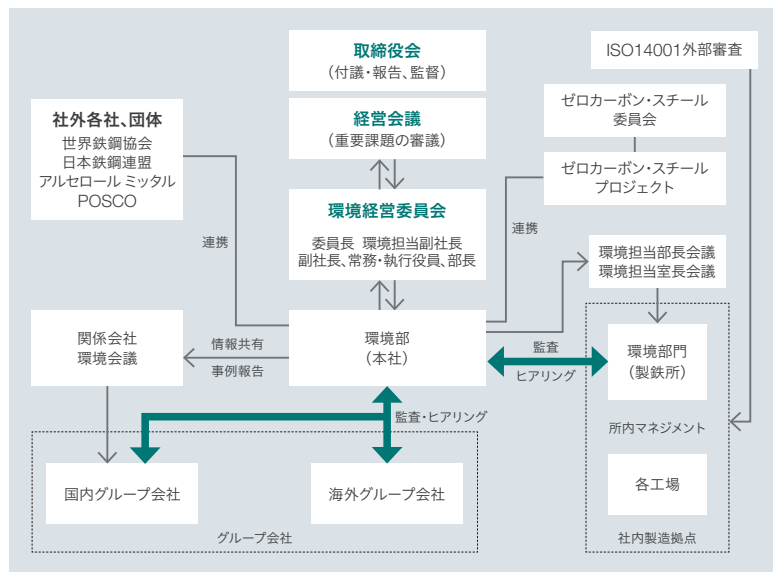 取締役会
(付議・報告、監督)
ISO14001外部審査
経営会議
(重要課題の審議)
ゼロカーボン・スチール
委員会
社外各社、団体
世界鉄鋼協会
日本鉄鋼連盟
アルセロール ミッタル
POSCO
ゼロカーボン・スチール
プロジェクト
環境経営委員会
委員長 環境担当副社長
副社長、常務・執行役員、部長
連携
連携
環境担当部長会議
環境担当室長会議
関係会社
環境会議
情報共有
事例報告
環境部
(本社)
監査
ヒアリング
環境部門
(製鉄所)
監査・ヒアリング
所内マネジメント
国内グループ会社
海外グループ会社
各工場
グループ会社
社内製造拠点